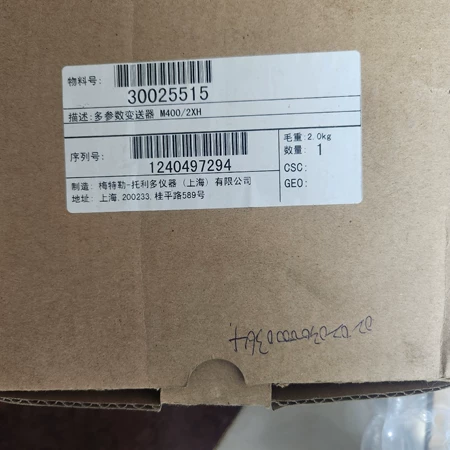 物料号:
30025515
描述:多参数变送器 M400/2XH
序列号:
1240497294
毛重:2.0kg
数量: 1
CSC:
GEO:
制造: 梅特勒-托利多仪器 (上海) 有限公司
地址: 上海,200233,桂平路589号